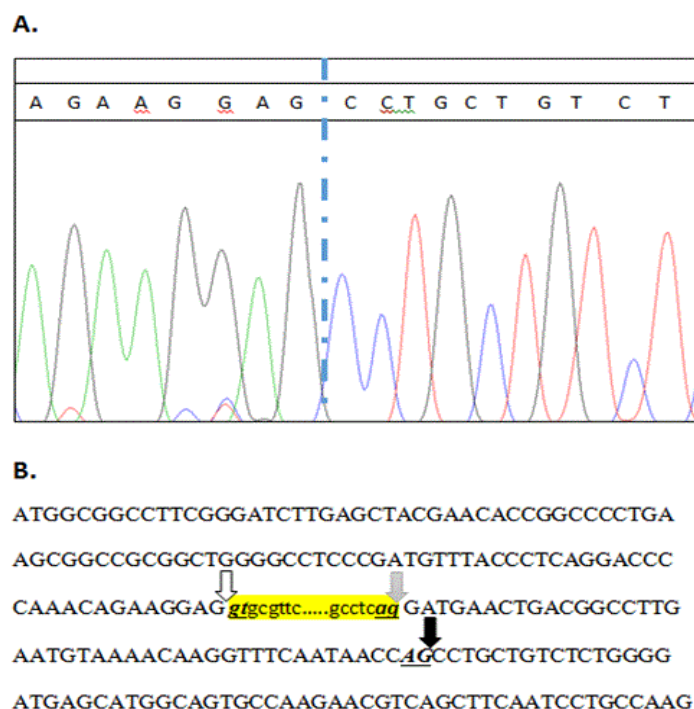 A.
A G A A G G A G C C T G C T G T C T
B.
ATGGCGGCCTTCGGGATCTTGAGCTACGAACACCGGCCCCTGA
AGCGGCCGCGGCTGGGGCCTCCCGATGTTTACCCTCAGGACCC
CAAACAGAAGGAG gtgcgttc.....gcctcag GATGAACTGACGGCCTTG
AATGTAAAACAAGGTTTCAATAACCAGCCTGCTGTCTCTGGGG
ATGAGCATGGCAGTGCCAAGAACGTCAGCTTCAATCCTGCCAAG